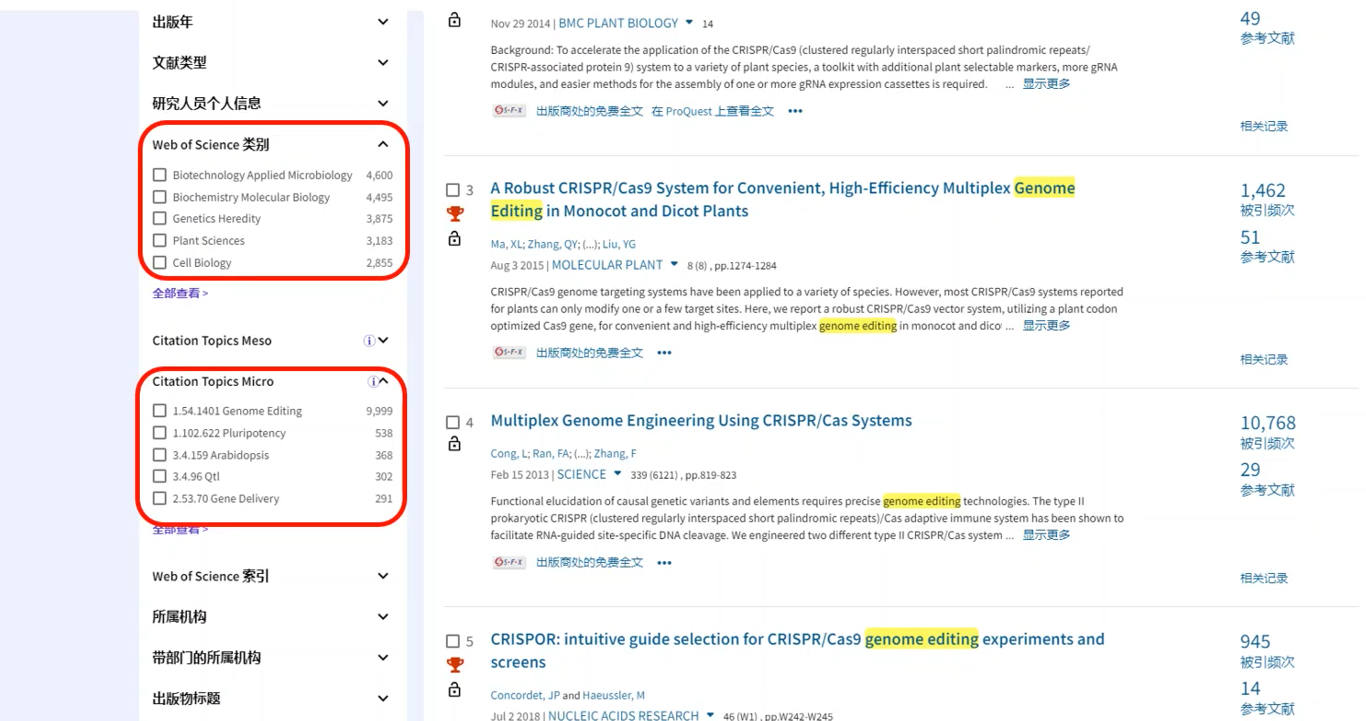 出版年
文献类型
研究人员个人信息
Web of Science 类别
Biotechnology Applied Microbiology 4,600
Biochemistry Molecular Biology 4,495
Genetics Heredity 3,875
Plant Sciences 3,183
Cell Biology 2,855
全部查看 >
Citation Topics Meso
Citation Topics Micro
1.54.1401 Genome Editing 9,999
1.102.622 Pluripotency 538
3.4.159 Arabidopsis 368
3.4.96 Qtl 302
2.53.70 Gene Delivery 291
全部查看 >
Web of Science 索引
所属机构
带部门的所属机构
出版物标题
Nov 29 2014 | BMC PLANT BIOLOGY 14
Background: To accelerate the application of the CRISPR/Cas9 (clustered regularly interspaced short palindromic repeats/
CRISPR-associated protein 9) system to a variety of plant species, a toolkit with additional plant selectable markers, more gRNA
modules, and easier methods for the assembly of one or more gRNA expression cassettes is required. ... 显示更多
S-F-X 出版商处的免费全文 在 ProQuest 上查看全文 •••
49
参考文献
相关记录
3 A Robust CRISPR/Cas9 System for Convenient, High-Efficiency Multiplex Genome
Editing in Monocot and Dicot Plants
Ma, XL; Zhang, QY; (...); Liu, YG
Aug 3 2015 | MOLECULAR PLANT 8 (8) , pp.1274-1284
CRISPR/Cas9 genome targeting systems have been applied to a variety of species. However, most CRISPR/Cas9 systems reported
for plants can only modify one or a few target sites. Here, we report a robust CRISPR/Cas9 vector system, utilizing a plant codon
optimized Cas9 gene, for convenient and high-efficiency multiplex genome editing in monocot and dico ... 显示更多
S-F-X 出版商处的免费全文 •••
1,462
被引频次
51
参考文献
相关记录
4 Multiplex Genome Engineering Using CRISPR/Cas Systems
Cong, L; Ran, FA; (...); Zhang, F
Feb 15 2013 | SCIENCE 339 (6121) , pp.819-823
Functional elucidation of causal genetic variants and elements requires precise genome editing technologies. The type II
prokaryotic CRISPR (clustered regularly interspaced short palindromic repeats)/Cas adaptive immune system has been shown to
facilitate RNA-guided site-specific DNA cleavage. We engineered two different type II CRISPR/Cas system ... 显示更多
S-F-X 出版商处的免费全文 •••
10,768
被引频次
29
参考文献
相关记录
5 CRISPOR: intuitive guide selection for CRISPR/Cas9 genome editing experiments and
screens
Concordet, JP and Haeussler, M
Jul 2 2018 | NUCLEIC ACIDS RESEARCH 46 (W1) , pp.W242-W245
945
被引频次
14
参考文献